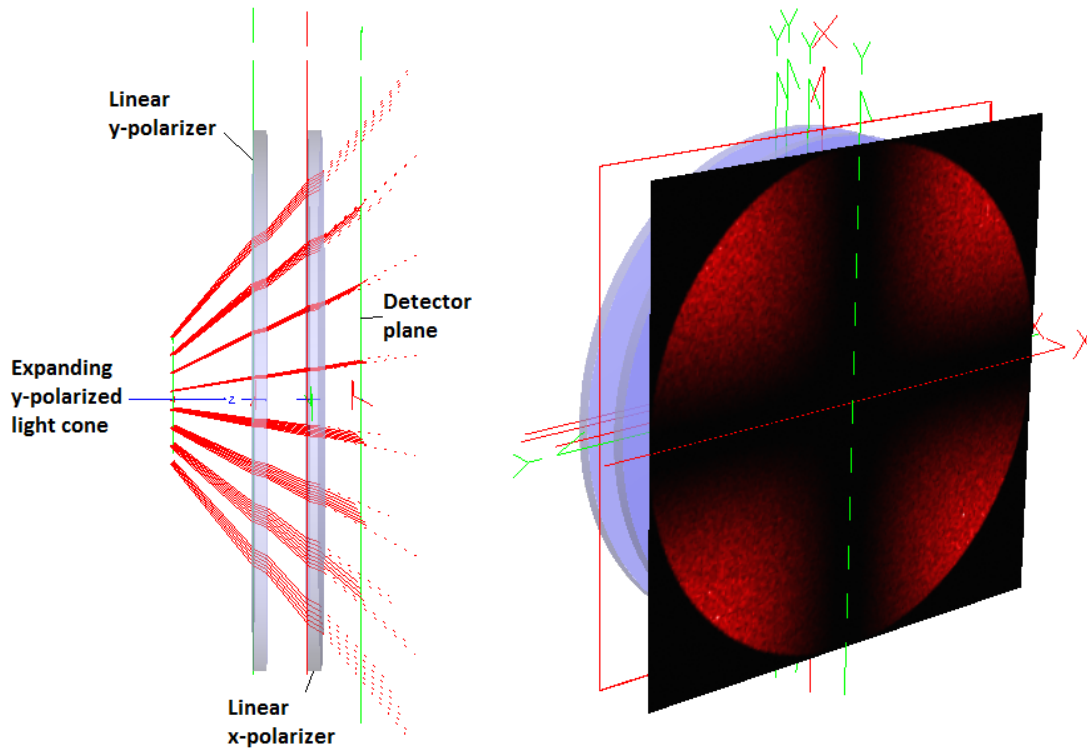 Linear
y-polarizer
Detector
plane
Expanding
y-polarized
light cone
z
Linear
x-polarizer
Y
Y
Y
X
Y
X
Y
Y